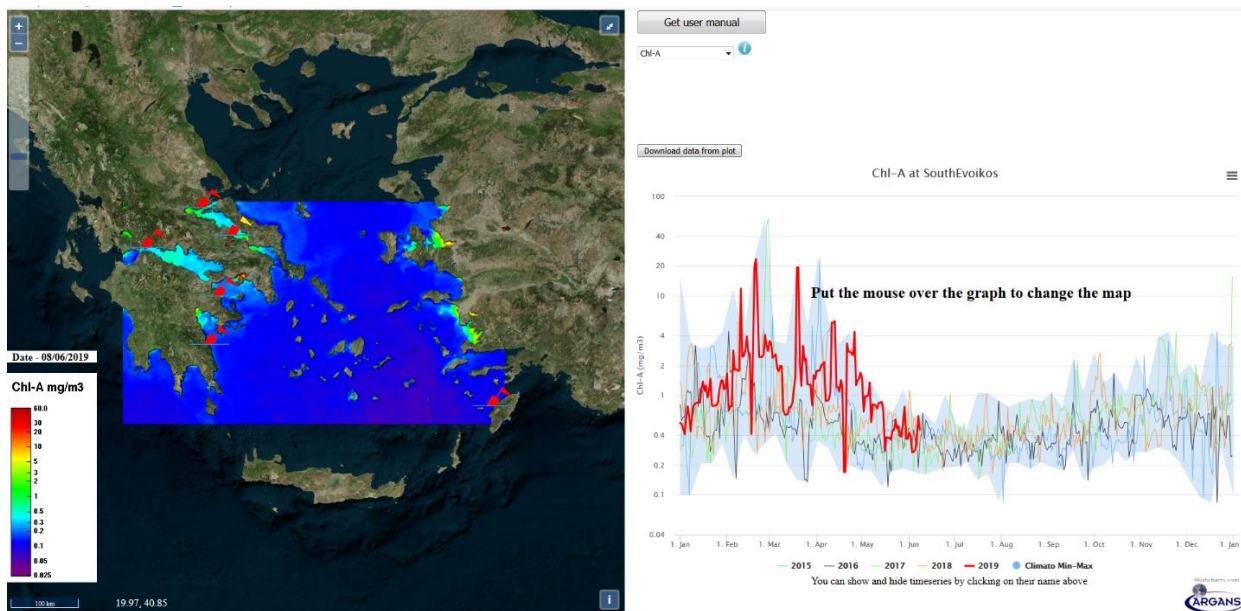 +
−
Date - 08/06/2019
Chl-A mg/m3
60.0
30
20
10
5
3
2
1
0.5
0.3
0.2
0.1
0.05
0.025
100 km
19.97, 40.85
i
Get user manual
Chl-A
i
Download data from plot
Chl-A at SouthEvoikos
Chl-A (mg/m3)
100
40
20
10
4
2
1
0.4
0.2
0.1
0.04
Put the mouse over the graph to change the map
1. Jan 1. Feb 1. Mar 1. Apr 1. May 1. Jun 1. Jul 1. Aug 1. Sep 1. Oct 1. Nov 1. Dec 1. Jan
2015 2016 2017 2018 2019 Climato Min-Max
You can show and hide timeseries by clicking on their name above
Highcharts.com
ARGANS